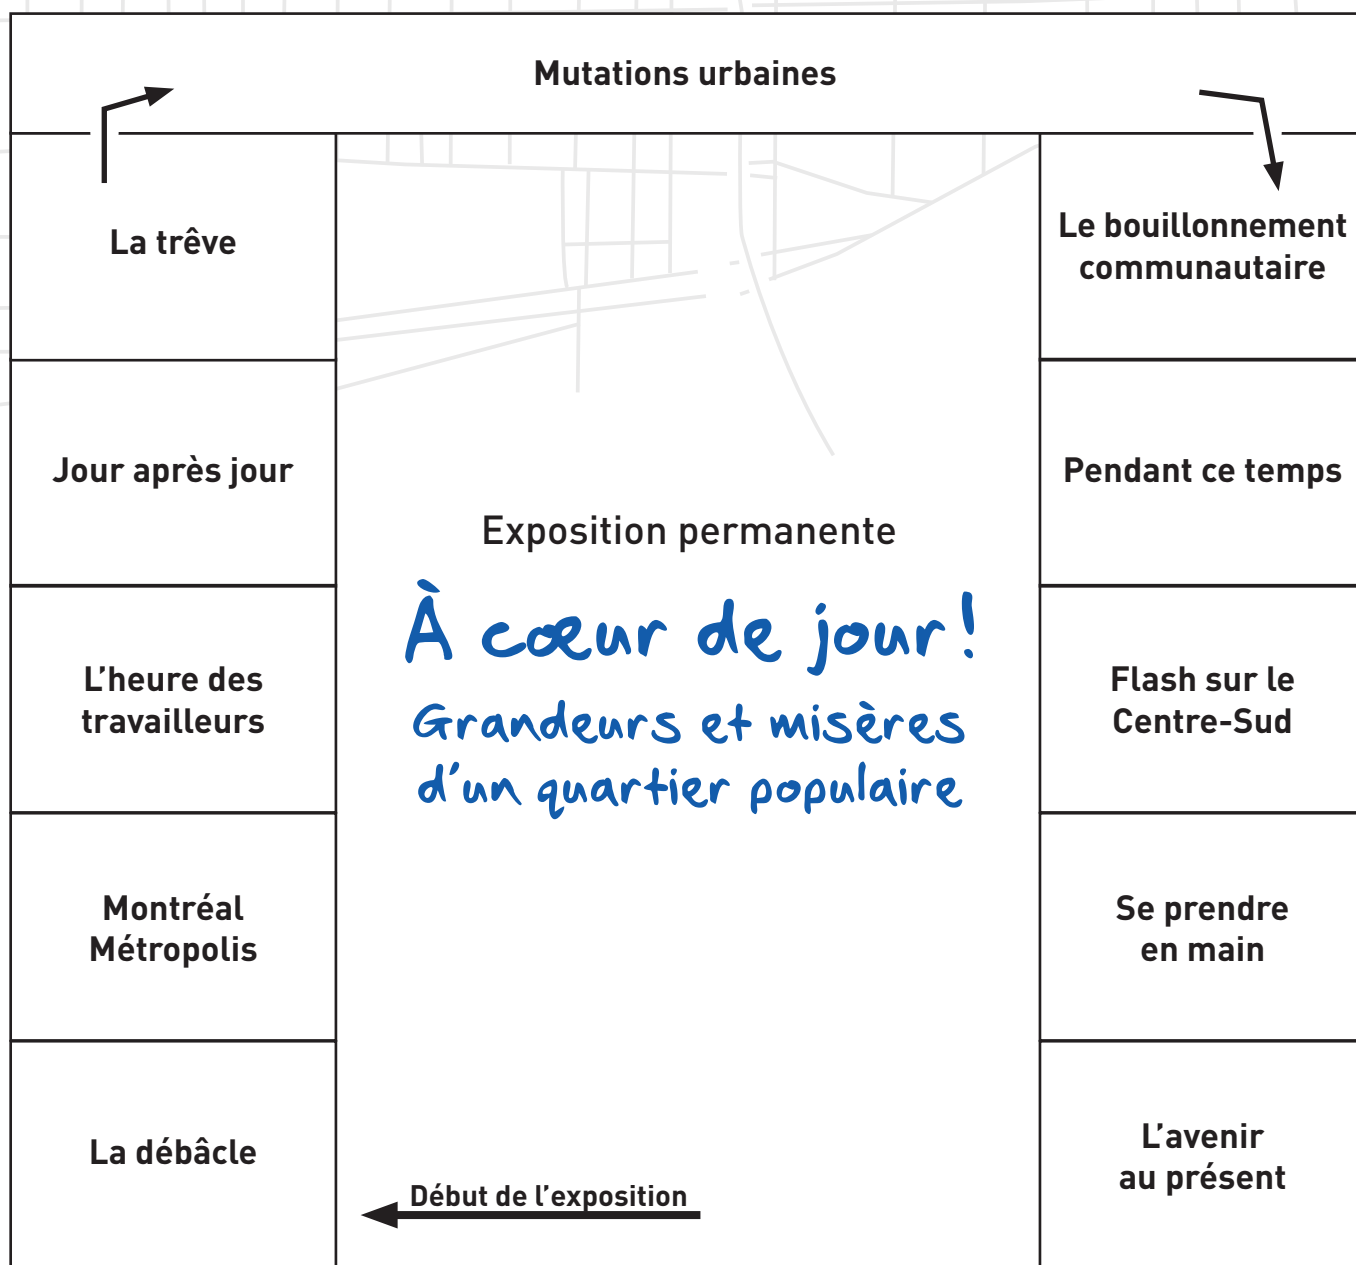 Mutations urbaines
La trêve
Jour après jour
L'heure des
travailleurs
Montréal
Métropolis
La débâcle
Exposition permanente
À cœur de jour!
Grandeurs et misères
d'un quartier populaire
Début de l'exposition
Le bouillonnement
communautaire
Pendant ce temps
Flash sur le
Centre-Sud
Se prendre
en main
L'avenir
au présent